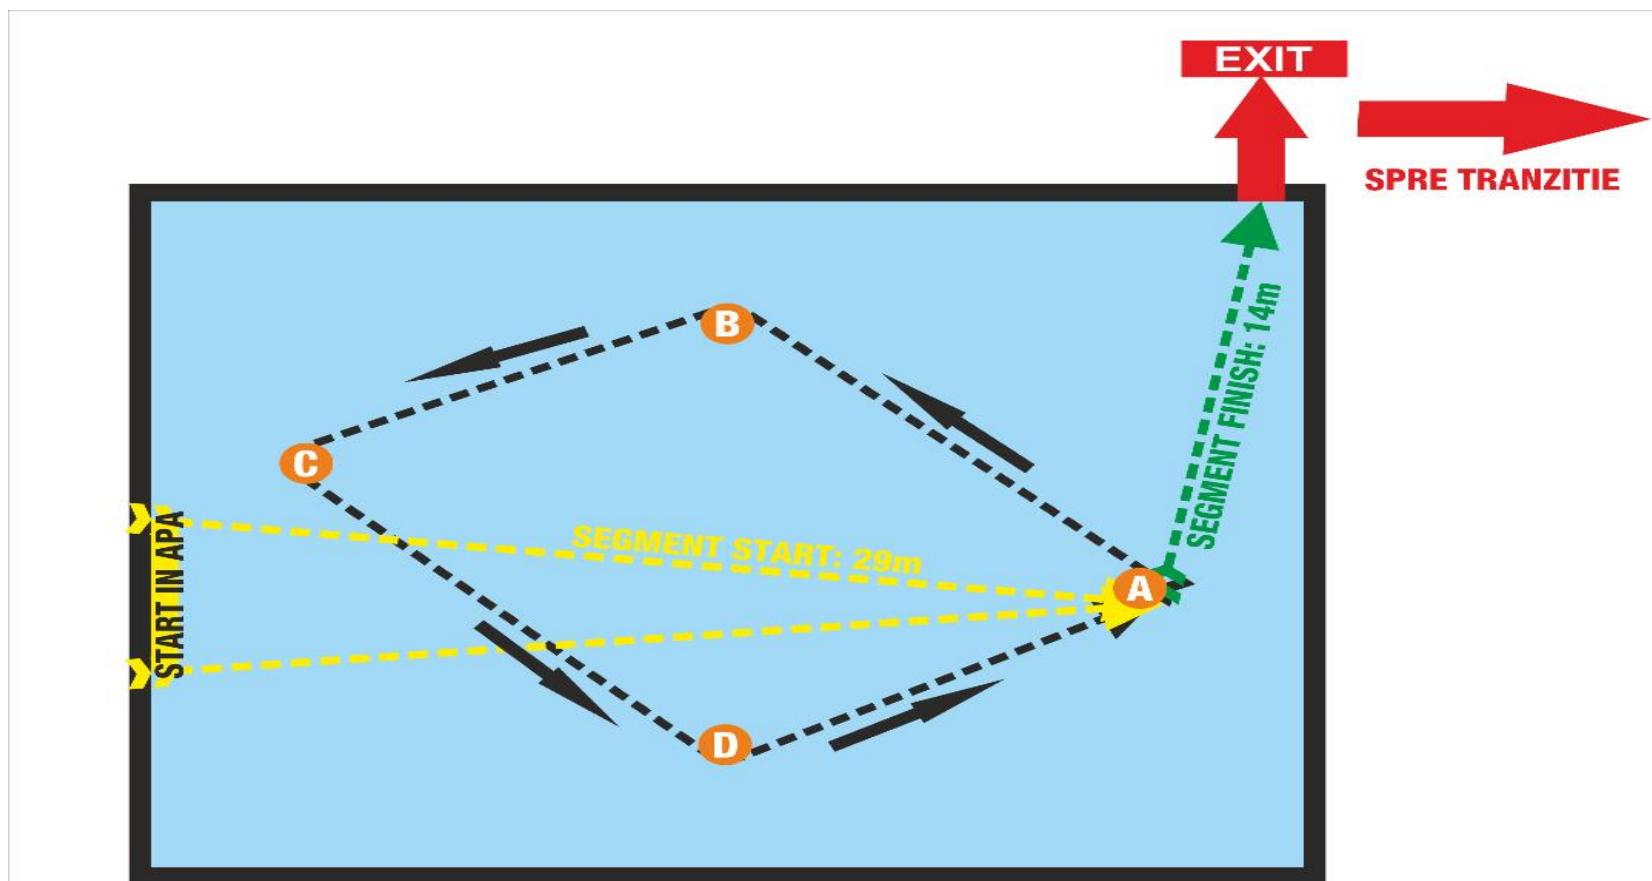 EXIT
SPRE TRANZITIE
B
SEGMENT FINISH: 14m
C
START IN APA
SEGMENT START: 29m
A
D